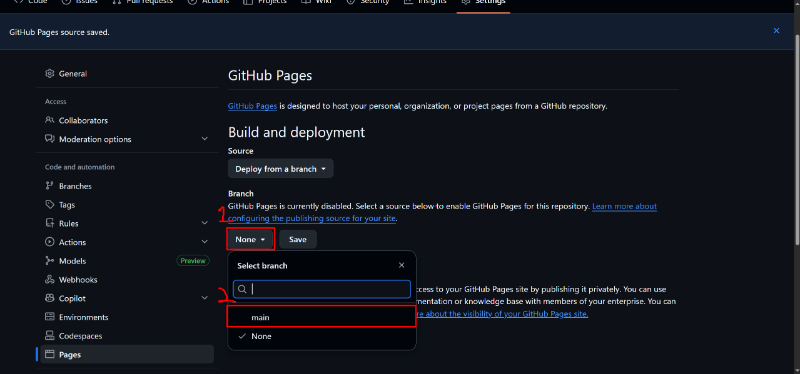 Code Issues Pull requests Actions Projects Wiki Security Insights Settings
GitHub Pages source saved.
General
Access
Collaborators
Moderation options
Code and automation
Branches
Tags
Rules
Actions
Models Preview
Webhooks
Copilot
Environments
Codespaces
Pages
GitHub Pages
GitHub Pages is designed to host your personal, organization, or project pages from a GitHub repository.
Build and deployment
Source
Deploy from a branch
Branch
1
GitHub Pages is currently disabled. Select a source below to enable GitHub Pages for this repository. Learn more about
configuring the publishing source for your site.
None Save
Select branch
2
main
None
access to your GitHub Pages site by publishing it privately. You can use
mentation or knowledge base with members of your enterprise. You can
re about the visibility of your GitHub Pages site.